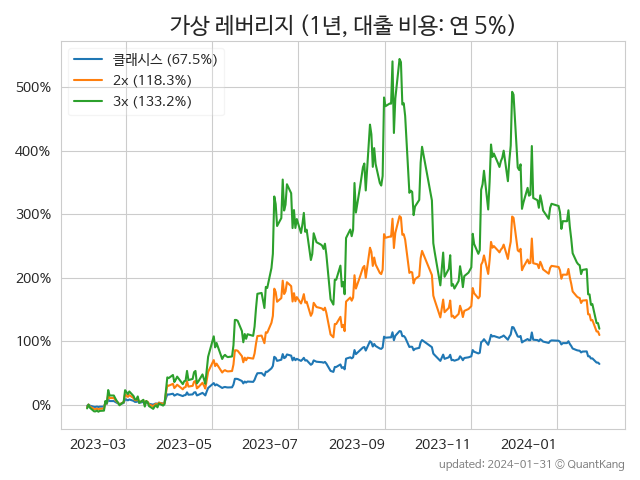 가상 레버리지 (1년, 대출 비용: 연 5%)
클래시스 (67.5%)
2x (118.3%)
3x (133.2%)
500%
400%
300%
200%
100%
0%
2023-03 2023-05 2023-07 2023-09 2023-11 2024-01
updated: 2024-01-31 © QuantKang